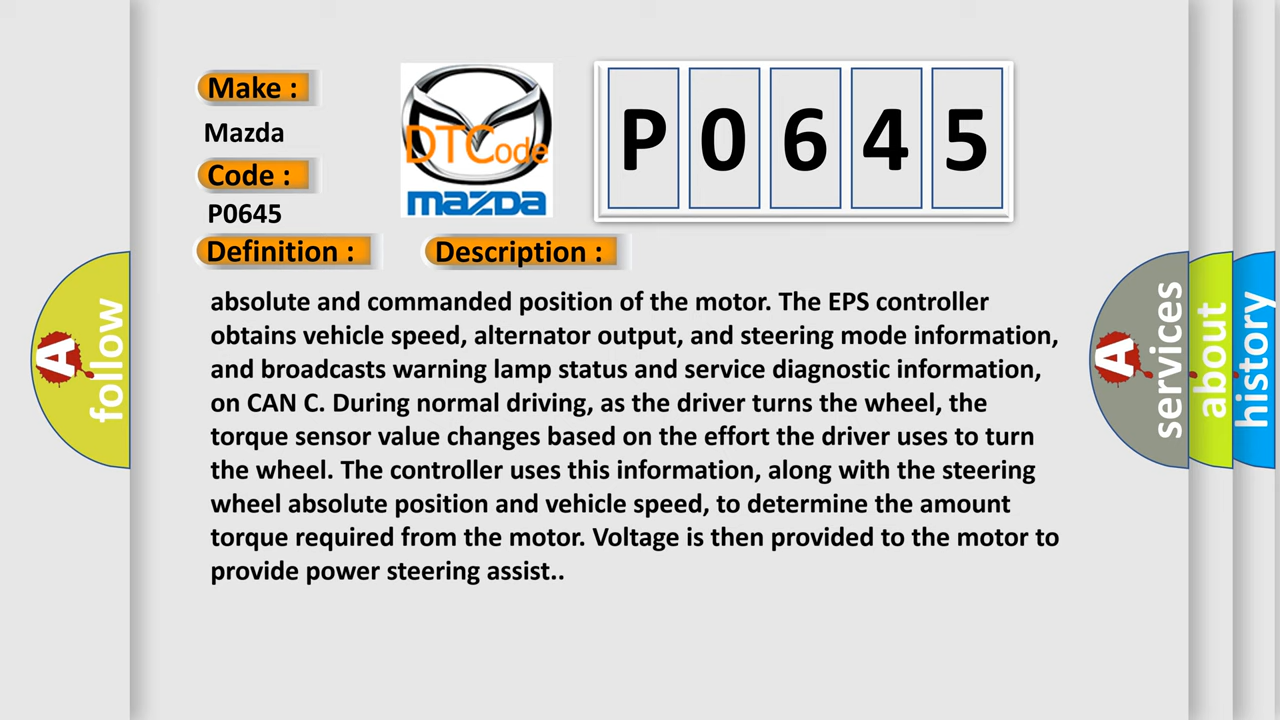 Make :
Mazda
Code :
P0645
DTCode
mazda
P0645
Definition :
Description :
absolute and commanded position of the motor. The EPS controller
obtains vehicle speed, alternator output, and steering mode information,
and broadcasts warning lamp status and service diagnostic information,
on CAN C. During normal driving, as the driver turns the wheel, the
torque sensor value changes based on the effort the driver uses to turn
the wheel. The controller uses this information, along with the steering
wheel absolute position and vehicle speed, to determine the amount
torque required from the motor. Voltage is then provided to the motor to
provide power steering assist..
A
follow
A
services
about
history